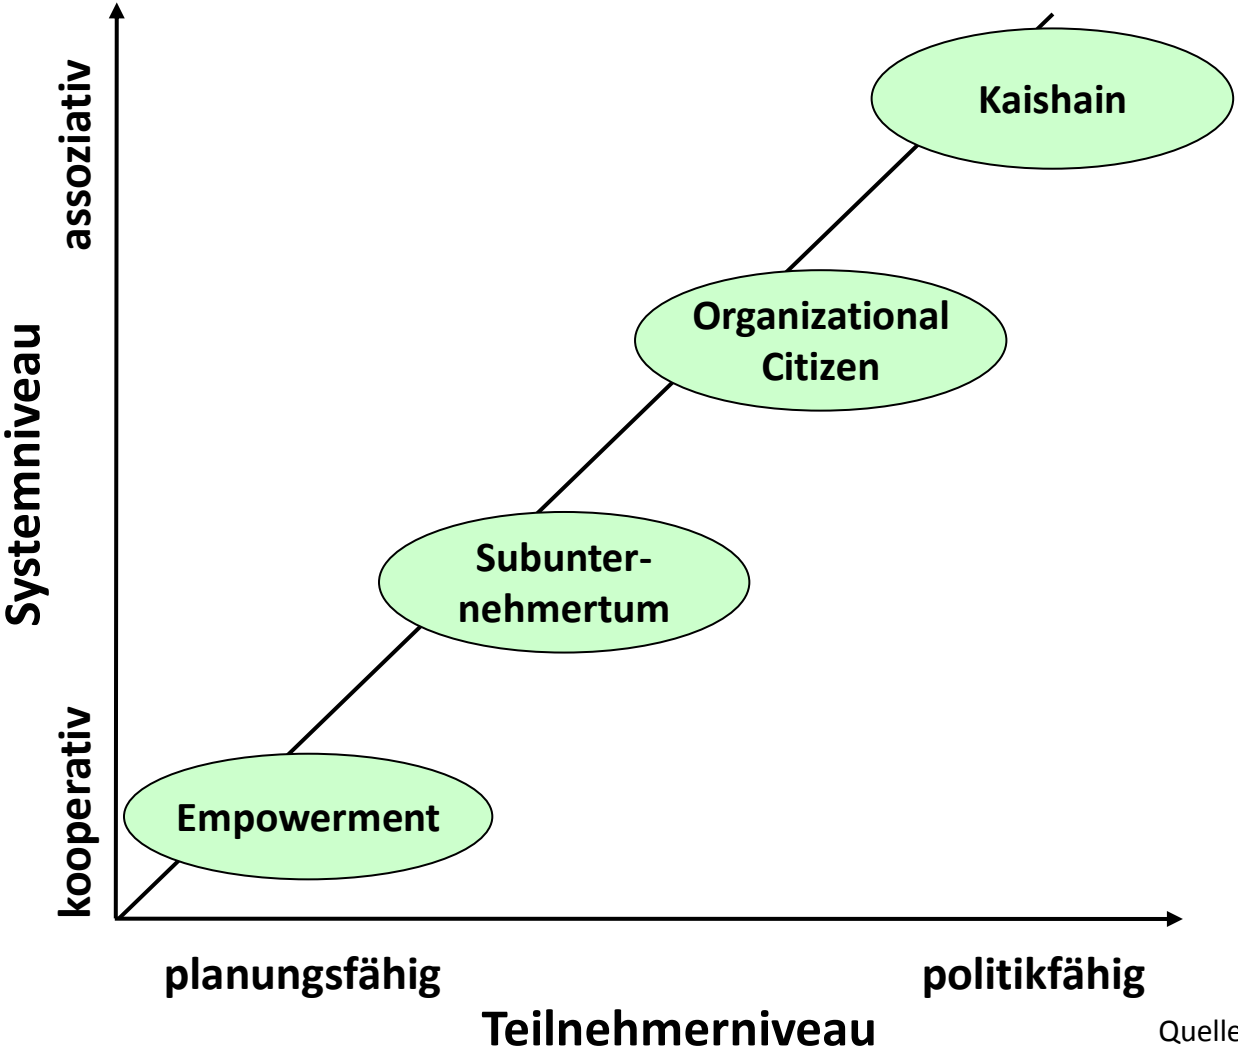 assoziativ
Kaishain
Organizational
Citizen
Systemniveau
Subunter-
nehmertum
kooperativ
Empowerment
planungsfähig
politikfähig
Teilnehmerniveau
Quelle